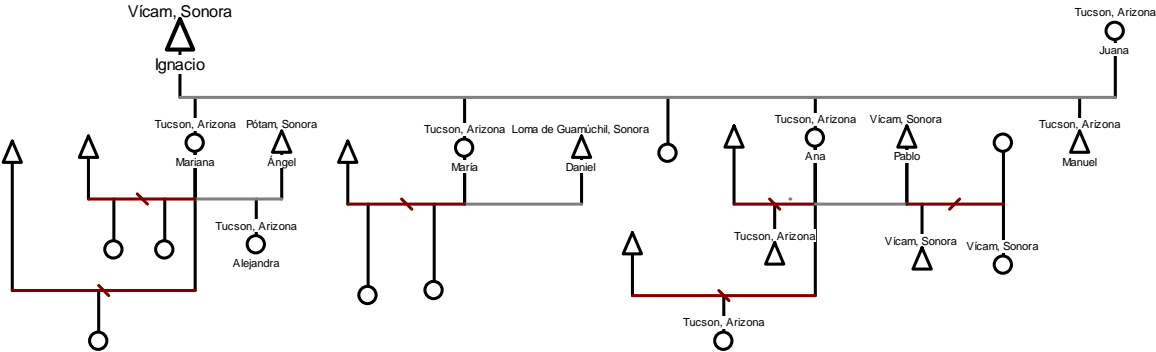 Vícam, Sonora
Ignacio
Tucson, Arizona
Juana
Tucson, Arizona
Mariana
Pótam, Sonora
Ángel
Tucson, Arizona
María
Loma de Guamúchil, Sonora
Daniel
Tucson, Arizona
Ana
Vícam, Sonora
Pablo
Tucson, Arizona
Manuel
Tucson, Arizona
Alejandra
Tucson, Arizona
Vícam, Sonora
Vícam, Sonora
Tucson, Arizona